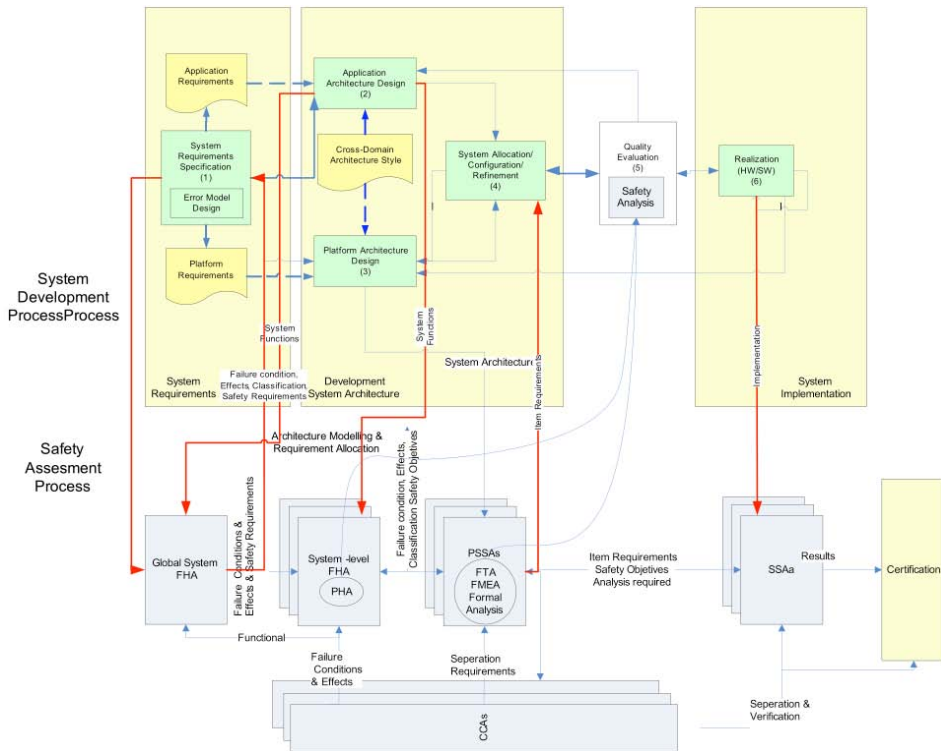 Application
Requirements
Application
Architecture Design
(2)
System
Requirements
Specification
(1)
Error Model
Design
Cross-Domain
Architecture Style
System Allocation/
Configuration/
Refinement
(4)
Quality
Evaluation
(5)
Safety
Analysis
Realization
(HW/SW)
(6)
Platform
Requirements
Platform Architecture
Design
(3)
System
Development
ProcessProcess
System
Functions
System
Functions
System Architecture
Item Requirements
Implementation
Failure condition,
Effects, Classification,
Safety Requirements
System
Requirements
Development
System Architecture
System
Implementation
Safety
Assesment
Process
Architecture Modelling &
Requirement Allocation
Failure condition, Effects,
Classification Safety Objetives
Failure Conditions &
Effects & Safety Requirements
Global System
FHA
System -level
FHA
PHA
PSSAs
FTA
FMEA
Formal
Analysis
Item Requirements
Safety Objetives
Analysis required
SSAa
Results
Certification
Functional
Failure
Conditions
& Effects
Seperation
Requirements
Seperation &
Verification
CCAs